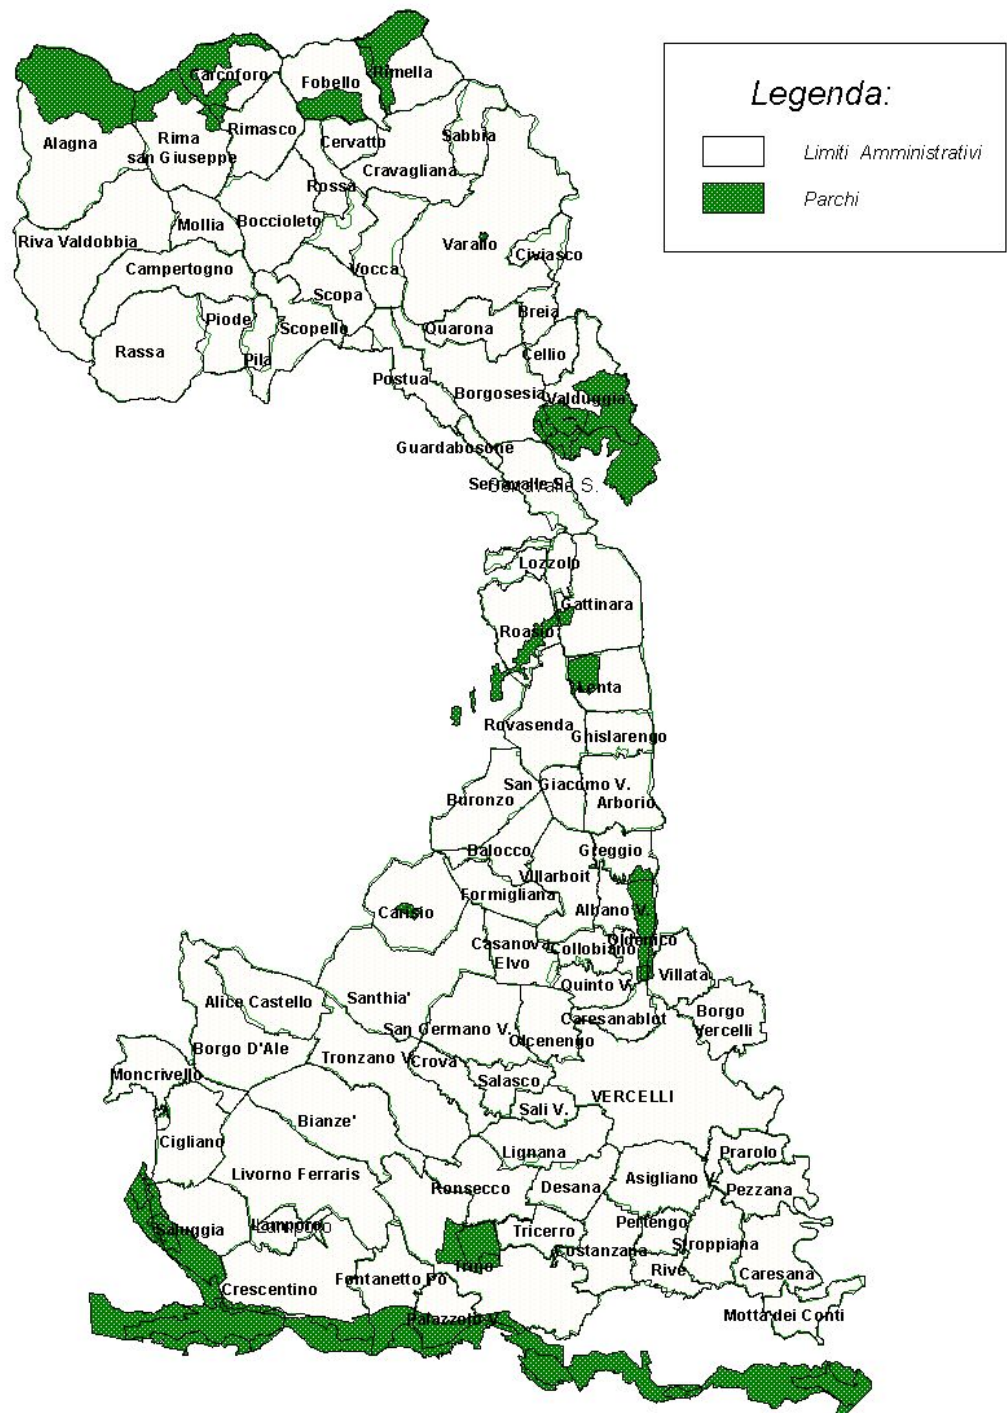 Legenda:
Limiti Amministrativi
Parchi
Carcoforo
Fobello
Rimella
Alagna
Rima
san Giuseppe
Rimasco
Cervatto
Sabbia
Cravagliana
Rossa
Riva Valdobbia
Mollia
Boccioleto
Varallo
Civiasco
Campertogno
Vocca
Scopa
Breia
Piode
Scopello
Quarona
Rassa
Pila
Cellio
Postua
Borgosesia
Valduggia
Guardabosone
Serravalle S.
Serravalle S.
Lozzolo
Gattinara
Roasio
Lenta
Rovasenda
Ghislarengo
San Giacomo V.
Buronzo
Arborio
Balocco
Greggio
Villarboit
Formigliana
Carisio
Albano V.
Oldenico
Casanova
Elvo
Collobiano
Villata
Quinto V.
Alice Castello
Santhia'
Borgo
Vercelli
Caresanablot
San Germano V.
Olcenengo
Borgo D'Ale
Tronzano V.
Crova
Moncrivello
Salasco
VERCELLI
Sali V.
Bianze'
Cigliano
Lignana
Prarolo
Livorno Ferraris
Ronsecco
Desana
Asigliano V.
Pezzana
Saluggia
Lamporo
Lamporo
Tricerro
Pertengo
Costanzana
Stroppiana
Trino
Rive
Caresana
Fontanetto Po
Crescentino
Palazzolo V.
Motta dei Conti